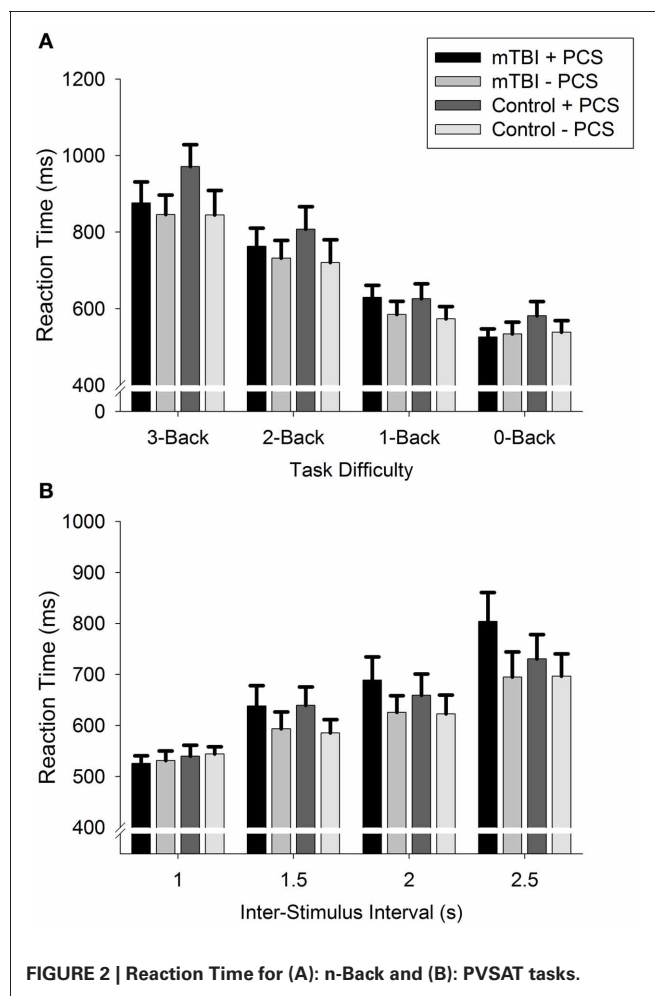 A
mTBI + PCS
mTBI - PCS
Control + PCS
Control - PCS
1200
1000
800
600
400
0
Reaction Time (ms)
3-Back 2-Back 1-Back 0-Back
Task Difficulty
B
1000
900
800
700
600
500
400
Reaction Time (ms)
1 1.5 2 2.5
Inter-Stimulus Interval (s)
FIGURE 2 | Reaction Time for (A): n-Back and (B): PVSAT tasks.